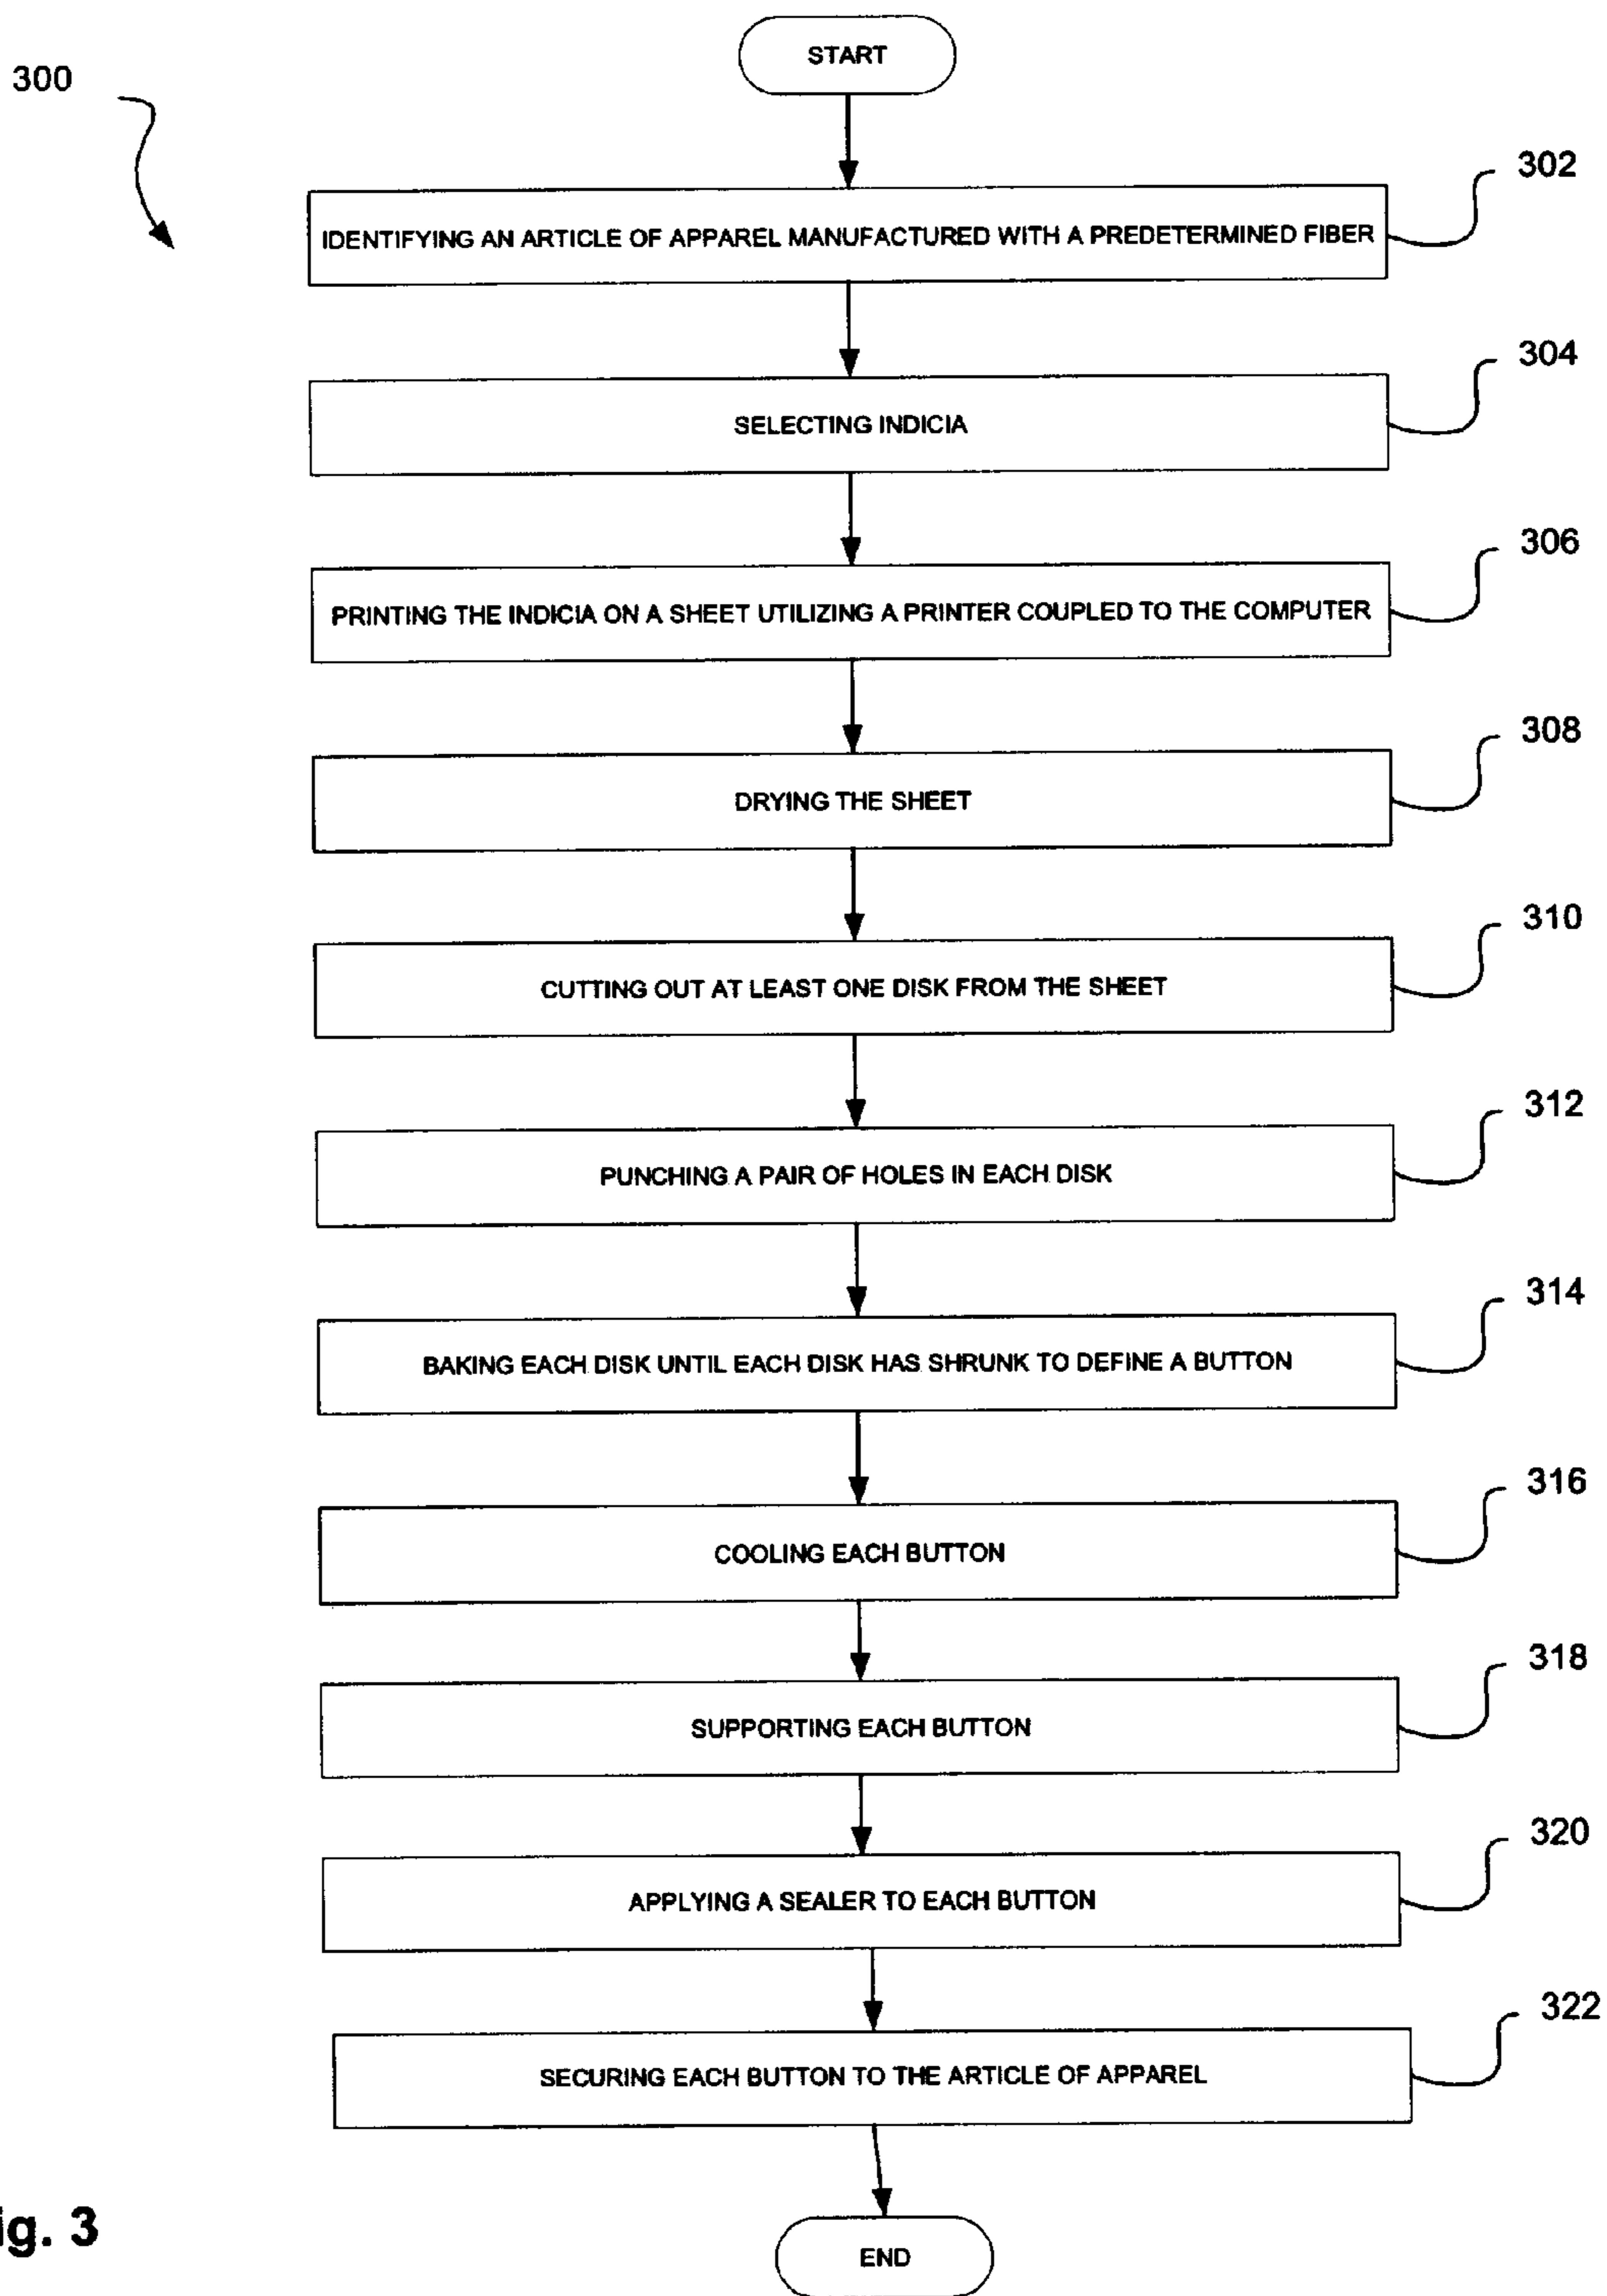 START
300
302
IDENTIFYING AN ARTICLE OF APPAREL MANUFACTURED WITH A PREDETERMINED FIBER
304
SELECTING INDICIA
306
PRINTING THE INDICIA ON A SHEET UTILIZING A PRINTER COUPLED TO THE COMPUTER
308
DRYING THE SHEET
310
CUTTING OUT AT LEAST ONE DISK FROM THE SHEET
312
PUNCHING A PAIR OF HOLES IN EACH DISK
314
BAKING EACH DISK UNTIL EACH DISK HAS SHRUNK TO DEFINE A BUTTON
316
COOLING EACH BUTTON
318
SUPPORTING EACH BUTTON
320
APPLYING A SEALER TO EACH BUTTON
322
SECURING EACH BUTTON TO THE ARTICLE OF APPAREL
ig. 3
END